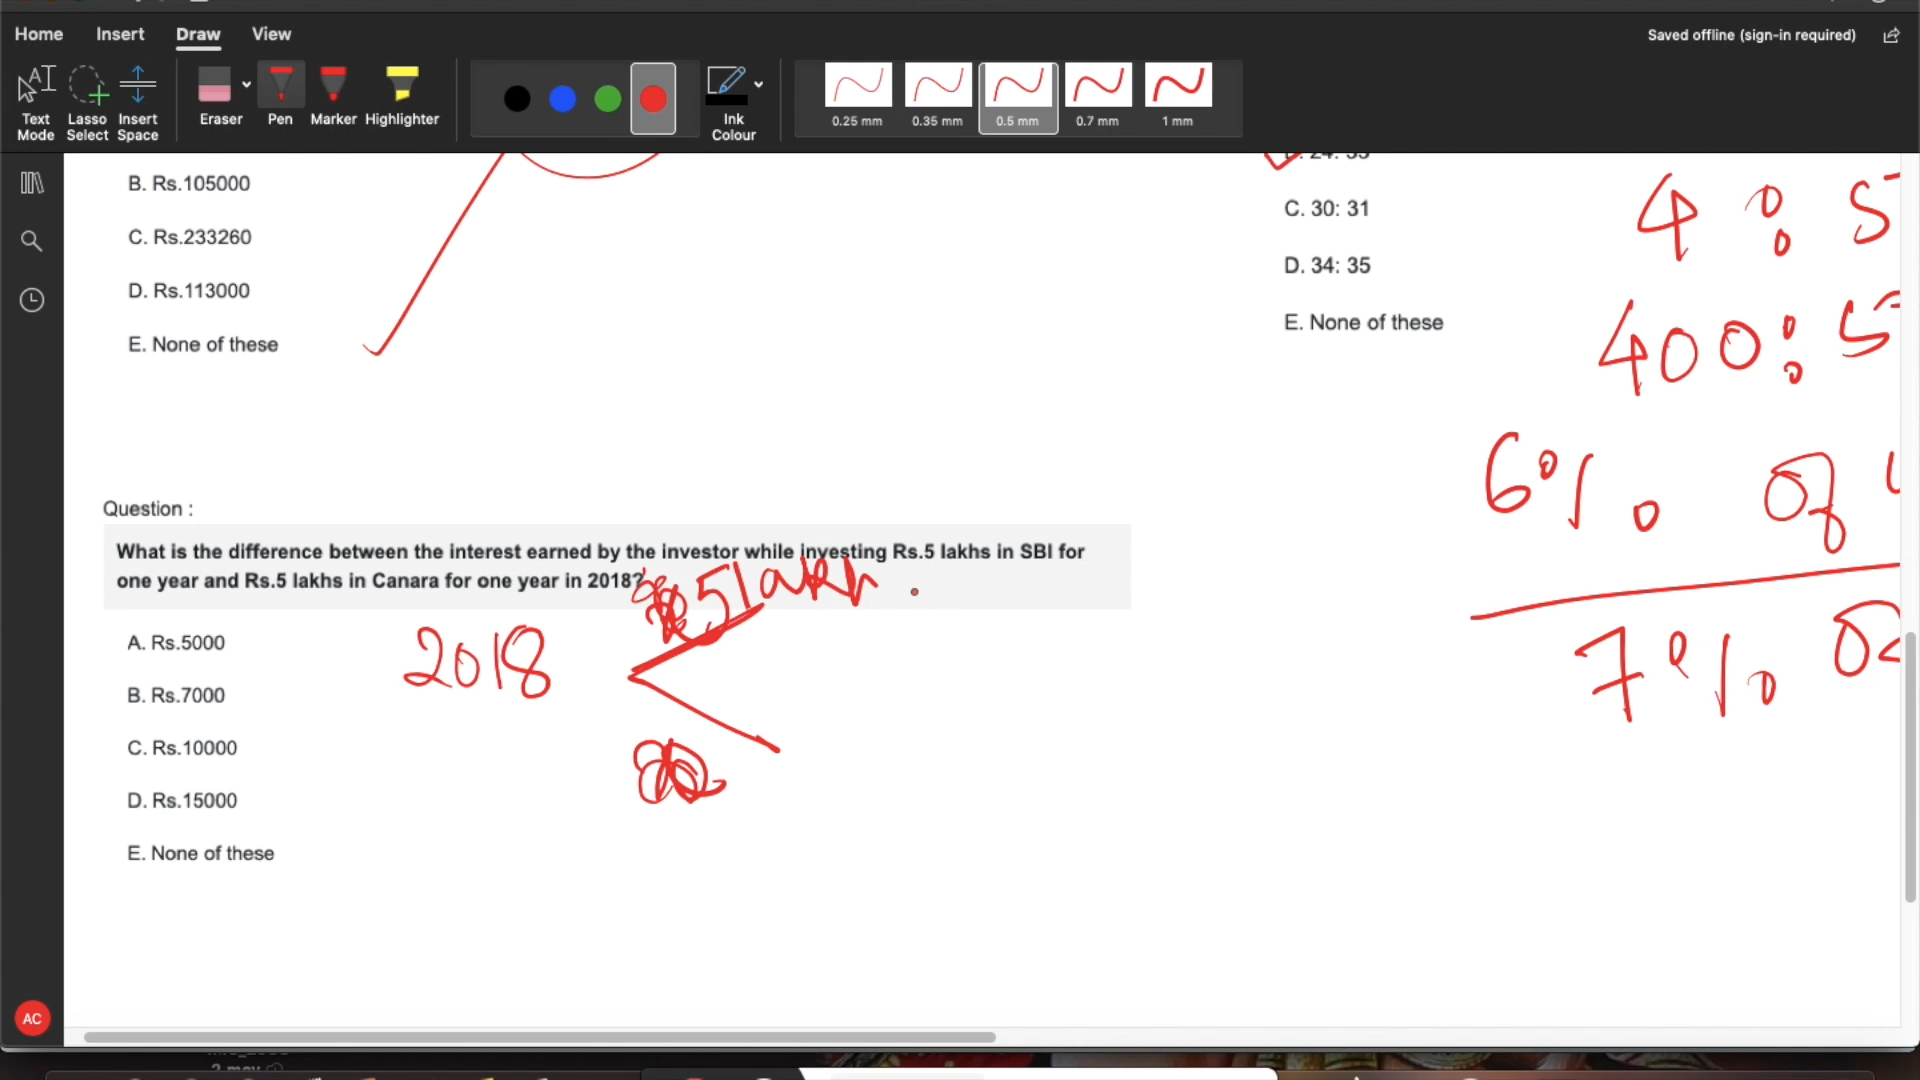 Home Insert Draw View
Saved offline (sign-in required)
Text Mode
Lasso Select
Insert Space
Eraser
Pen
Marker
Highlighter
Ink Colour
0.25 mm
0.35 mm
0.5 mm
0.7 mm
1 mm
B. Rs.105000
C. Rs.233260
D. Rs.113000
E. None of these
C. 30: 31
D. 34: 35
E. None of these
4 : 5
400 : 5
6% of
7%
Question :
What is the difference between the interest earned by the investor while investing Rs.5 lakhs in SBI for
one year and Rs.5 lakhs in Canara for one year in 2018?
5 lakh
2018
A. Rs.5000
B. Rs.7000
C. Rs.10000
D. Rs.15000
E. None of these
AC